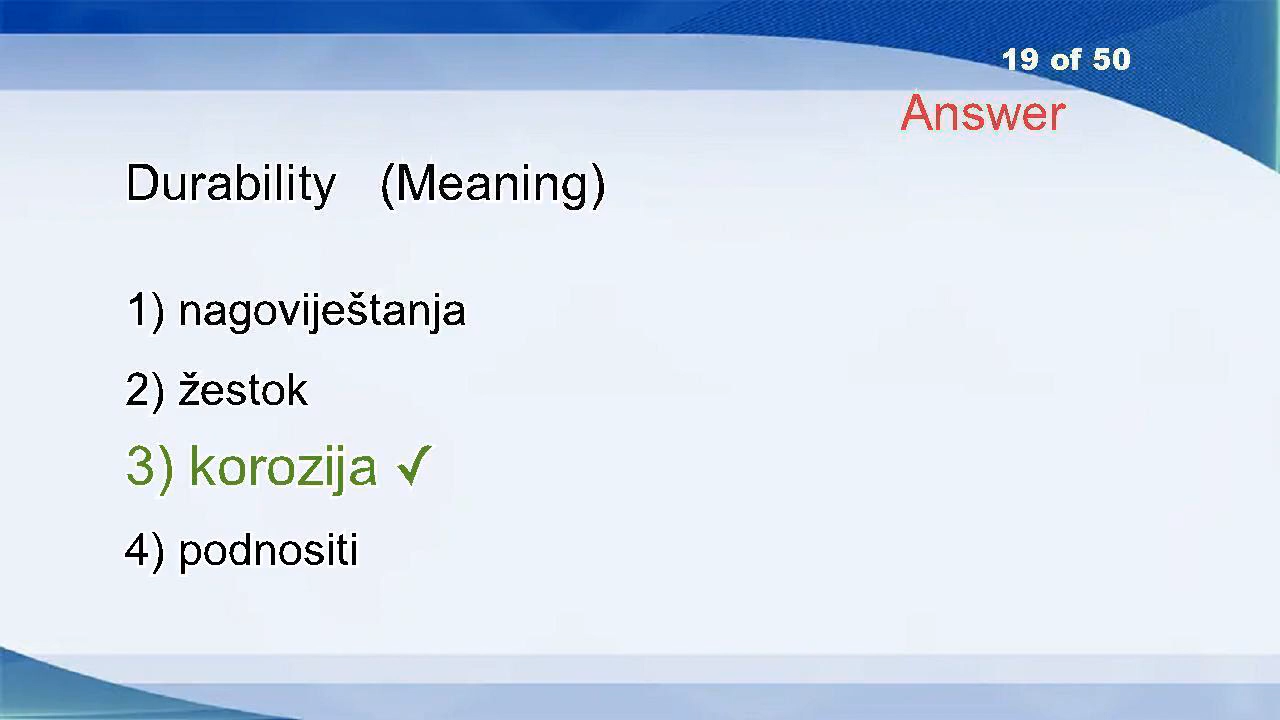 19 of 50
Answer
Durability (Meaning)
1) nagoviještanja
2) žestok
3) korozija ✓
4) podnositi